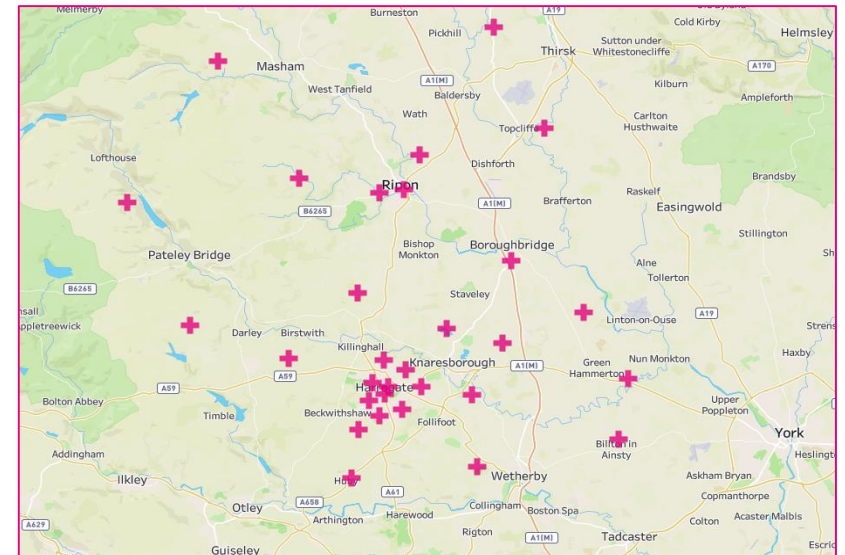 Melmerby
Burneston
A19
Cold Kirby
Pickhill
Helmsley
Sutton under
Whitestonecliffe
Thirsk
Masham
A170
A1(M)
Kilburn
West Tanfield
Baldersby
Ampleforth
Wath
Carlton
Husthwaite
Topcliffe
Lofthouse
Dishforth
Brandsby
Ripon
Raskelf
B6265
A1(M)
Brafferton
Easingwold
Stillington
Bishop
Monkton
Boroughbridge
Pateley Bridge
Alne
Sh
Tollerton
B6265
Staveley
nsall
A19
Linton-on-Ouse
ppletreewick
Darley
Birstwith
Strens
Killinghall
Haxby
Knaresborough
A1(M)
Green
Hammerton
Nun Monkton
A59
A59
Harrogate
Bolton Abbey
Upper
Poppleton
Timble
Beckwithshaw
Follifoot
York
Bilton in
Ainsty
Addingham
Heslingt
Ilkley
Wetherby
Askham Bryan
A61
Copmanthorpe
Otley
A658
Collingham
Boston Spa
A629
Arthington
Harewood
Colton
Acaster Malbis
Rigton
A1(M)
Tadcaster
Escric
Guiseley